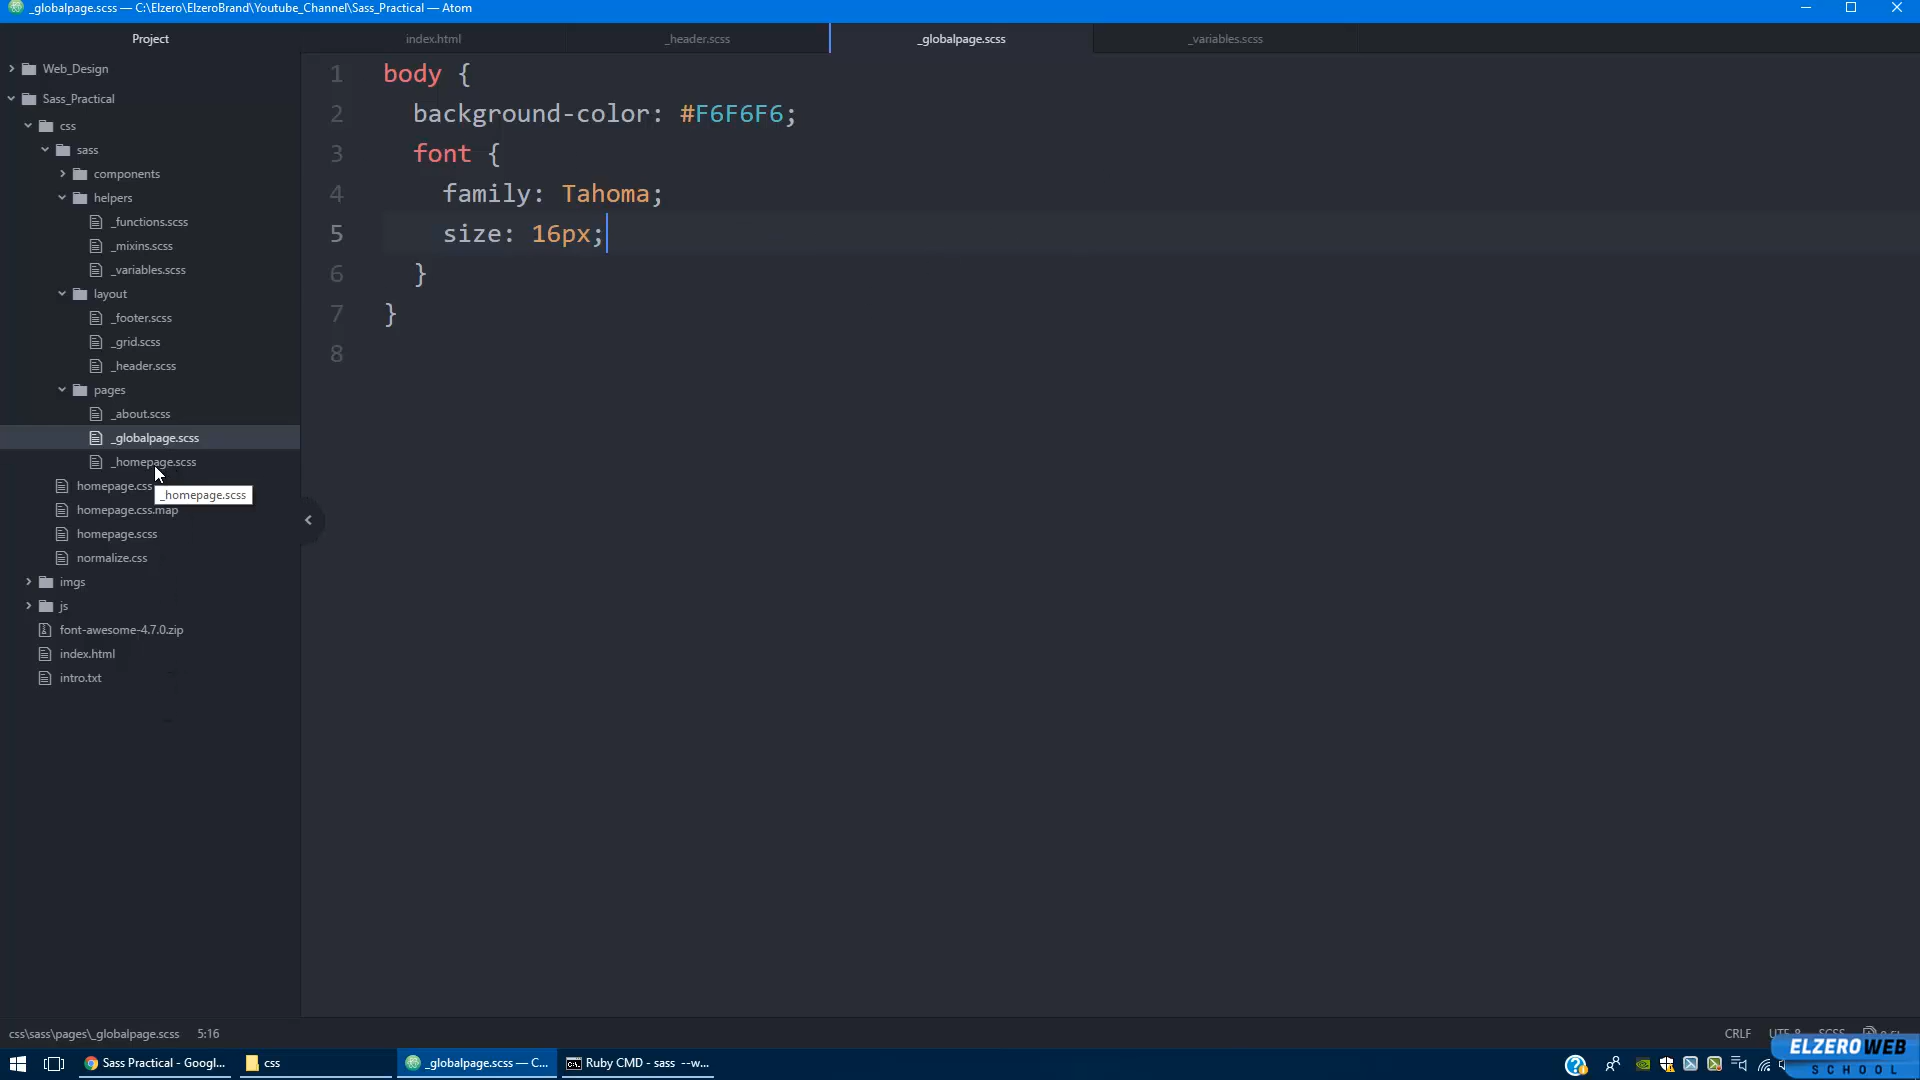 _globalpage.scss — C:\Elzero\ElzeroBrand\Youtube_Channel\Sass_Practical — Atom
Project
index.html
_header.scss
_globalpage.scss
_variables.scss
Web_Design
Sass_Practical
css
sass
components
helpers
_functions.scss
_mixins.scss
_variables.scss
layout
_footer.scss
_grid.scss
_header.scss
pages
_about.scss
_globalpage.scss
_homepage.scss
homepage.css
_homepage.scss
homepage.css.map
homepage.scss
normalize.css
imgs
js
font-awesome-4.7.0.zip
index.html
intro.txt
1 body {
2 background-color: #F6F6F6;
3 font {
4 family: Tahoma;
5 size: 16px;
6 }
7 }
8
css\sass\pages\_globalpage.scss 5:16
CRLF UTF-8 SCSS
Sass Practical - Googl...
css
_globalpage.scss — C...
Ruby CMD - sass --w...
ELZEROWEB
SCHOOL